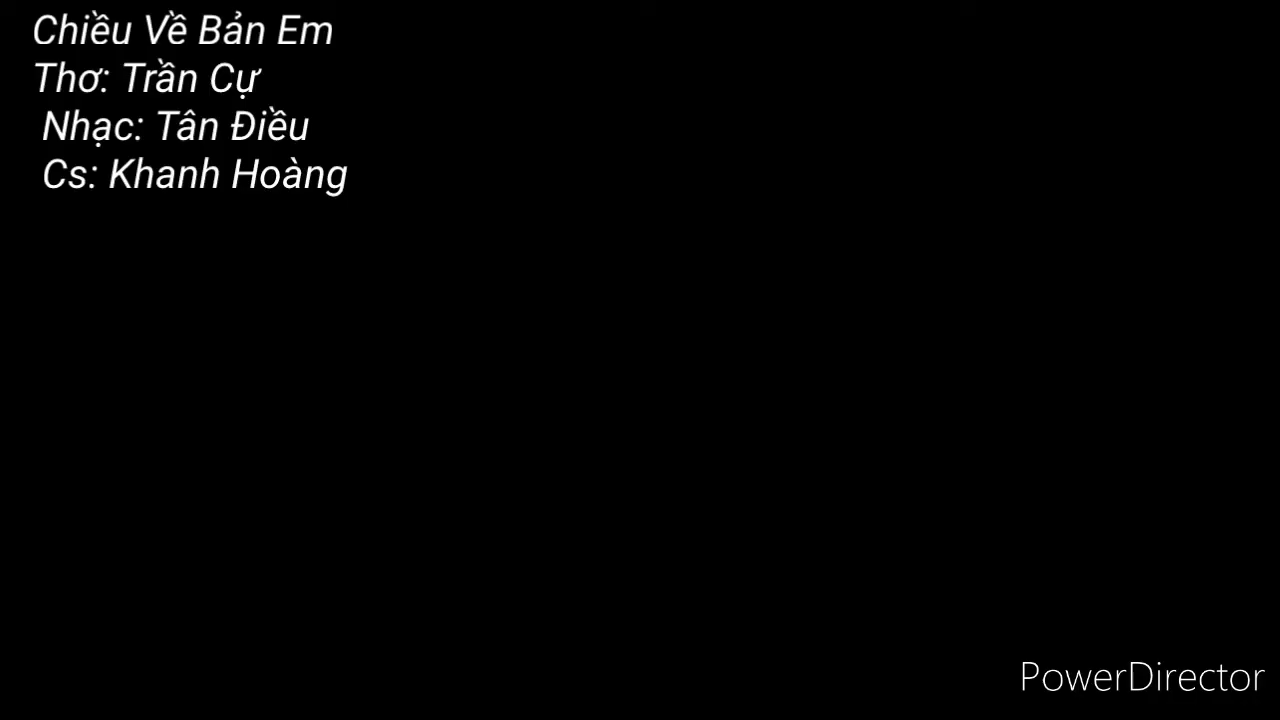 Chiều Về Bản Em
Thơ: Trần Cự
Nhạc: Tân Điều
Cs: Khanh Hoàng
PowerDirector